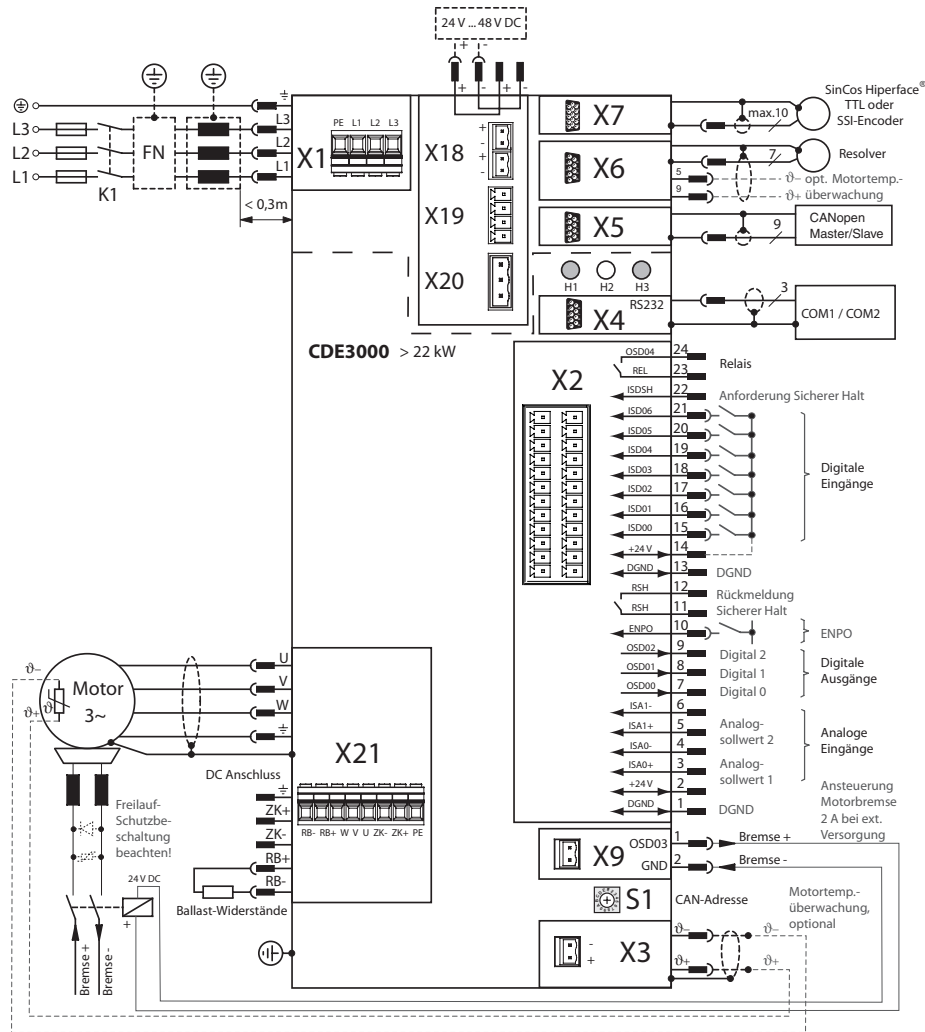 24 V ... 48 V DC
+ -
+ - + -
SinCos Hiperface®
TTL oder
SSI-Encoder
max.10
X7
L3
L2
L1
K1
FN
< 0,3m
L3
L2
L1
X1
PE L1 L2 L3
X18
+
-
+
-
X19
X20
X6
7
Resolver
5
9
ϑ- opt. Motortemp.-
ϑ+ überwachung
X5
9
CANopen
Master/Slave
H1 H2 H3
RS232
X4
3
COM1 / COM2
CDE3000 > 22 kW
X2
OSD04 24
REL 23
Relais
ISDSH 22 Anforderung Sicherer Halt
ISD06 21
ISD05 20
ISD04 19
ISD03 18
ISD02 17
ISD01 16
ISD00 15
Digitale
Eingänge
+24 V 14
DGND 13 DGND
RSH 12 Rückmeldung
RSH 11 Sicherer Halt
ENPO 10 ENPO
OSD02 9 Digital 2
OSD01 8 Digital 1
OSD00 7 Digital 0
Digitale
Ausgänge
ISA1- 6
ISA1+ 5
Analog-
sollwert 2
ISA0- 4
ISA0+ 3
Analog-
sollwert 1
Analoge
Eingänge
+24 V 2
DGND 1 DGND
Ansteuerung
Motorbremse
2 A bei ext.
Versorgung
X9
OSD03 1 Bremse +
GND 2 Bremse -
S1 CAN-Adresse
Motortemp.-
überwachung,
optional
X3
-
+
ϑ- ϑ-
ϑ+ ϑ+
ϑ-
ϑ+
ϑ
Motor
3~
U
V
W
X21
DC Anschluss
ZK+
ZK-
RB+
RB-
RB- RB+ W V U ZK- ZK+ PE
Ballast-Widerstände
Freilauf-
Schutzbe-
schaltung
beachten!
24 V DC
+
Bremse +
Bremse -